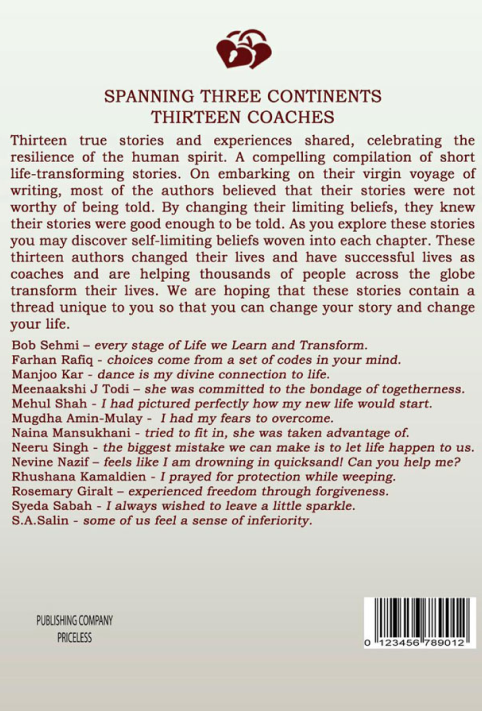 SPANNING THREE CONTINENTS
THIRTEEN COACHES
Thirteen true stories and experiences shared, celebrating the
resilience of the human spirit. A compelling compilation of short
life-transforming stories. On embarking on their virgin voyage of
writing, most of the authors believed that their stories were not
worthy of being told. By changing their limiting beliefs, they knew
their stories were good enough to be told. As you explore these stories
you may discover self-limiting beliefs woven into each chapter. These
thirteen authors changed their lives and have successful lives as
coaches and are helping thousands of people across the globe
transform their lives. We are hoping that these stories contain a
thread unique to you so that you can change your story and change
your life.
Bob Sehmi – every stage of Life we Learn and Transform.
Farhan Rafiq - choices come from a set of codes in your mind.
Manjoo Kar - dance is my divine connection to life.
Meenaakshi J Todi – she was committed to the bondage of togetherness.
Mehul Shah - I had pictured perfectly how my new life would start.
Mugdha Amin-Mulay - I had my fears to overcome.
Naina Mansukhani - tried to fit in, she was taken advantage of.
Neeru Singh - the biggest mistake we can make is to let life happen to us.
Nevine Nazif – feels like I am drowning in quicksand! Can you help me?
Rhushana Kamaldien - I prayed for protection while weeping.
Rosemary Giralt – experienced freedom through forgiveness.
Syeda Sabah - I always wished to leave a little sparkle.
S.A.Salin - some of us feel a sense of inferiority.
PUBLISHING COMPANY
PRICELESS
0 123456 789012